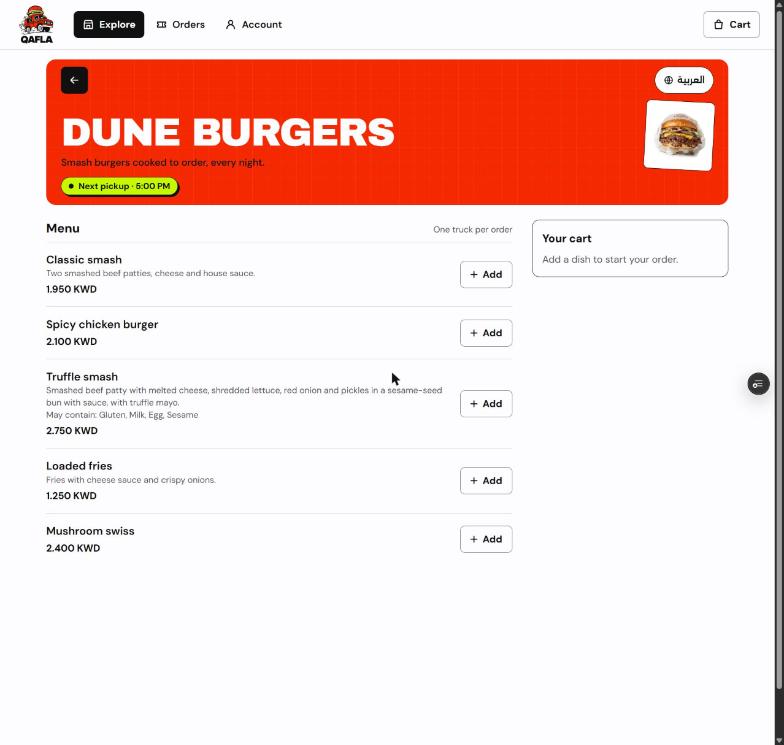 QAFLA
Explore
Orders
Account
Cart
العربية
DUNE BURGERS
Smash burgers cooked to order, every night.
Next pickup · 5:00 PM
Menu
One truck per order
Classic smash
Two smashed beef patties, cheese and house sauce.
1.950 KWD
+ Add
Spicy chicken burger
2.100 KWD
+ Add
Truffle smash
Smashed beef patty with melted cheese, shredded lettuce, red onion and pickles in a sesame-seed
bun with sauce. with truffle mayo.
May contain: Gluten, Milk, Egg, Sesame
2.750 KWD
+ Add
Loaded fries
Fries with cheese sauce and crispy onions.
1.250 KWD
+ Add
Mushroom swiss
2.400 KWD
+ Add
Your cart
Add a dish to start your order.